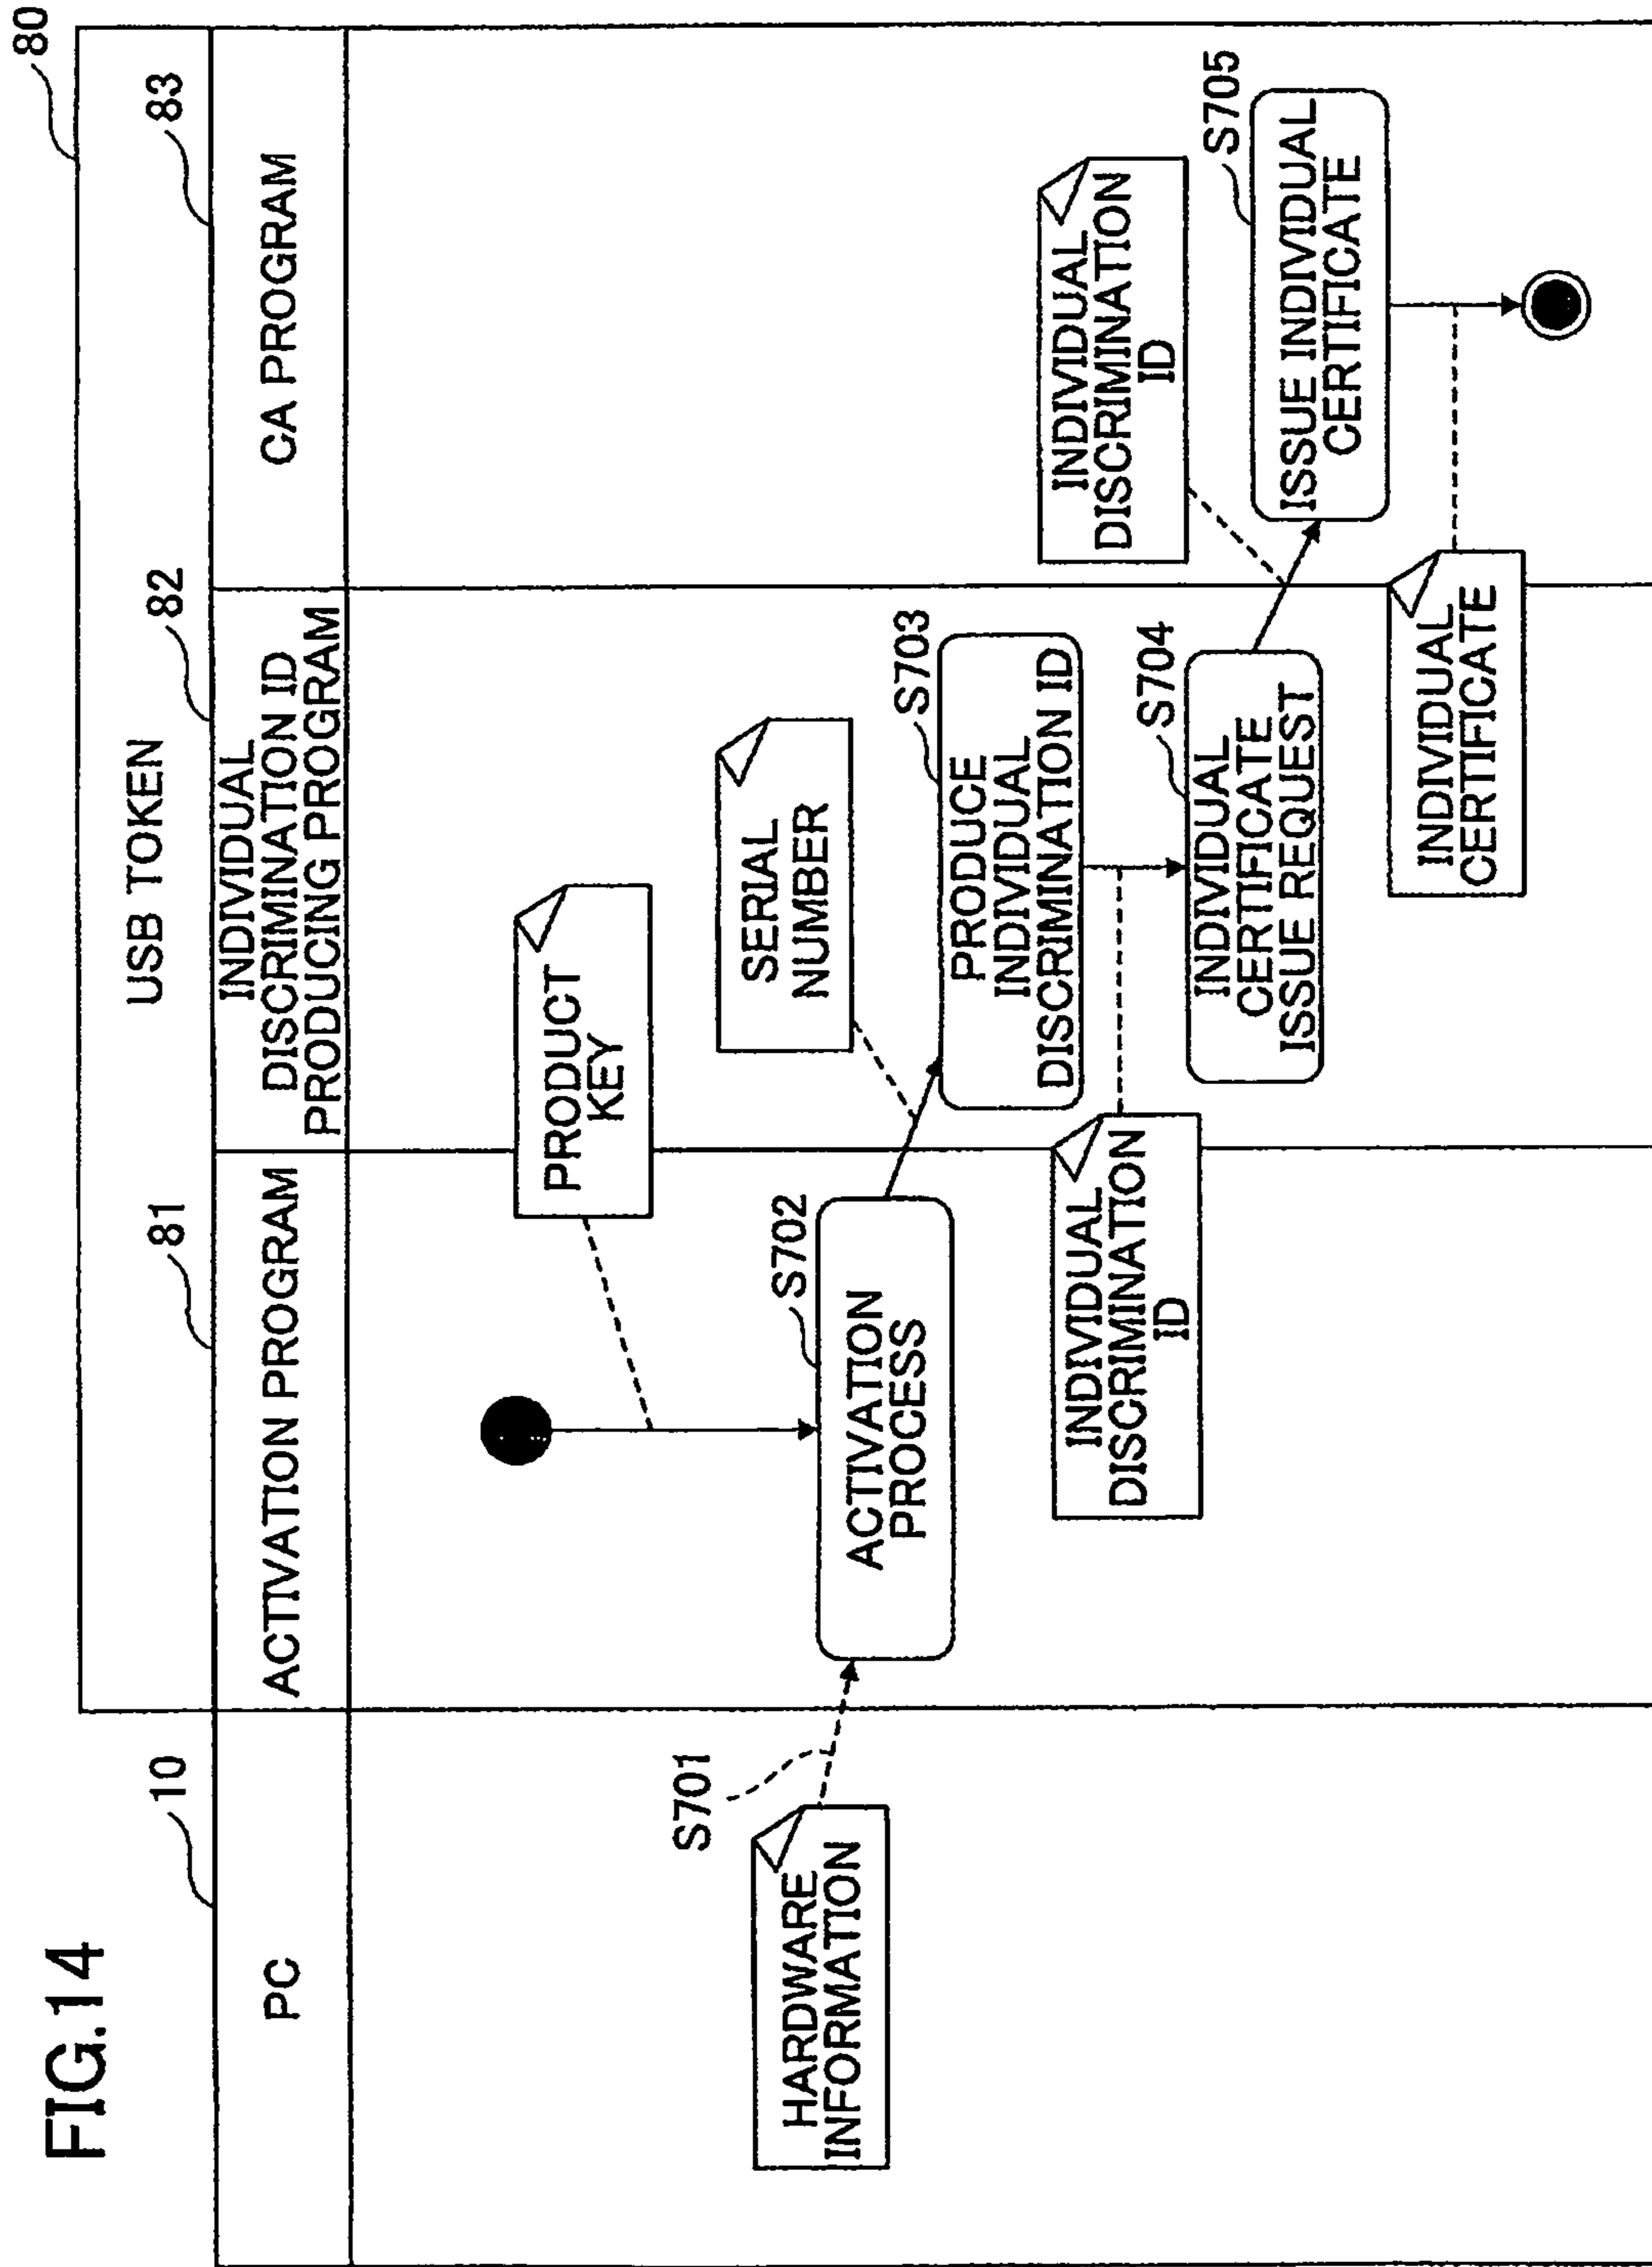 FIG.14
80
USB TOKEN
10
81
82
83
PC
ACTIVATION PROGRAM
INDIVIDUAL
DISCRIMINATION ID
PRODUCING PROGRAM
CA PROGRAM
PRODUCT
KEY
S701
HARDWARE
INFORMATION
S702
ACTIVATION
PROCESS
SERIAL
NUMBER
S703
PRODUCE
INDIVIDUAL
DISCRIMINATION ID
INDIVIDUAL
DISCRIMINATION
ID
S704
INDIVIDUAL
CERTIFICATE
ISSUE REQUEST
INDIVIDUAL
DISCRIMINATION
ID
S705
ISSUE INDIVIDUAL
CERTIFICATE
INDIVIDUAL
CERTIFICATE